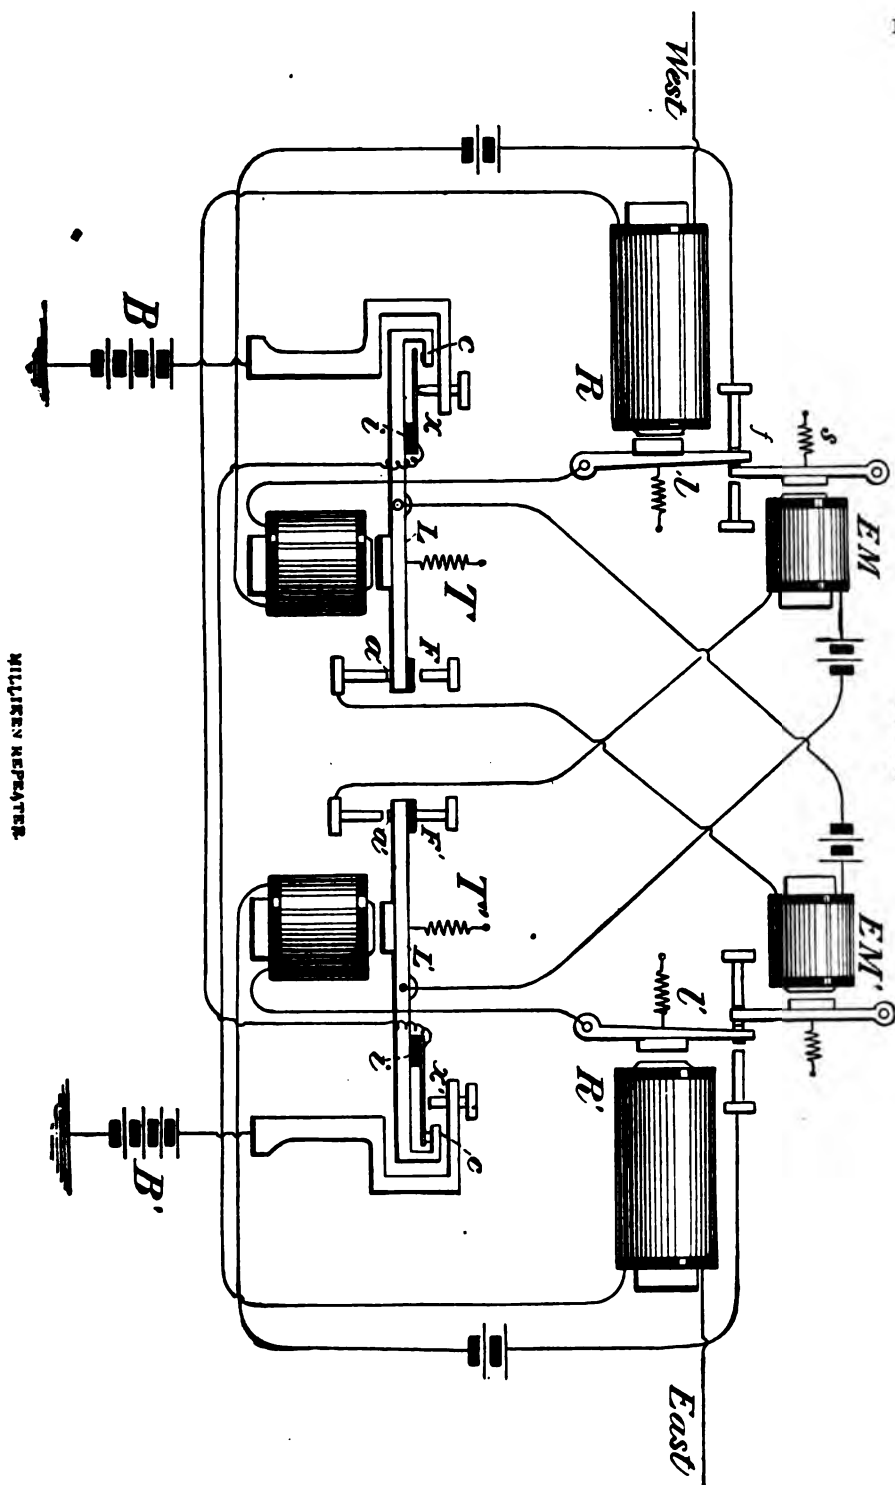 EM EM'
s
f
West l l' East
R R'
T T'
c F F' c
x x'
L L'
i a a' i
B B'
MILLIKEN REPEATER.